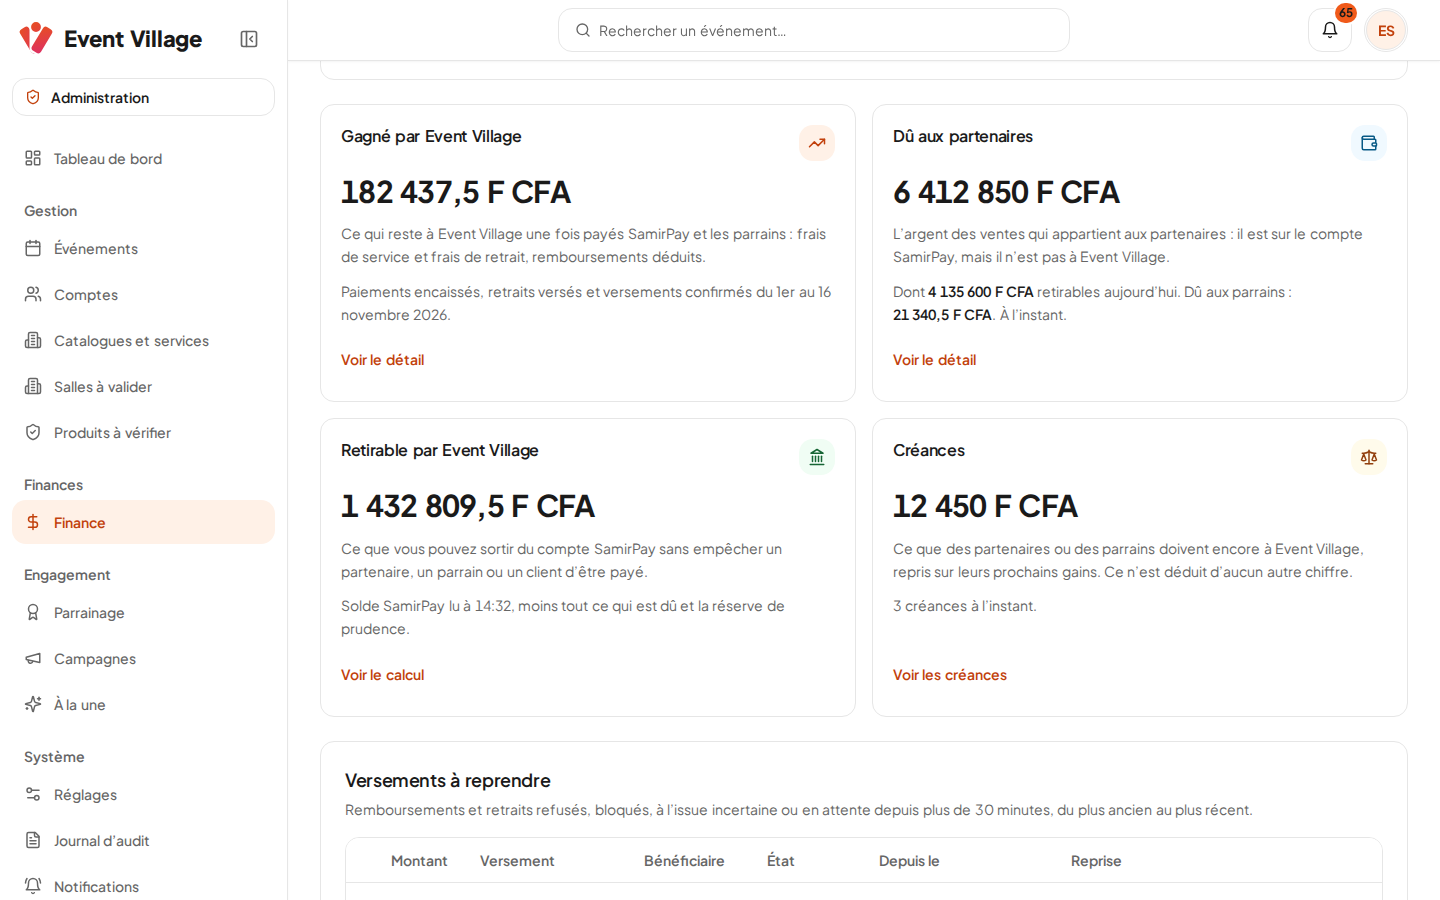 Event Village
Rechercher un événement…
65
ES
Administration
Tableau de bord
Gestion
Événements
Comptes
Catalogues et services
Salles à valider
Produits à vérifier
Finances
Finance
Engagement
Parrainage
Campagnes
À la une
Système
Réglages
Journal d’audit
Notifications
Gagné par Event Village
182 437,5 F CFA
Ce qui reste à Event Village une fois payés SamirPay et les parrains : frais
de service et frais de retrait, remboursements déduits.
Paiements encaissés, retraits versés et versements confirmés du 1er au 16
novembre 2026.
Voir le détail
Dû aux partenaires
6 412 850 F CFA
L’argent des ventes qui appartient aux partenaires : il est sur le compte
SamirPay, mais il n’est pas à Event Village.
Dont 4 135 600 F CFA retirables aujourd’hui. Dû aux parrains :
21 340,5 F CFA. À l’instant.
Voir le détail
Retirable par Event Village
1 432 809,5 F CFA
Ce que vous pouvez sortir du compte SamirPay sans empêcher un
partenaire, un parrain ou un client d’être payé.
Solde SamirPay lu à 14:32, moins tout ce qui est dû et la réserve de
prudence.
Voir le calcul
Créances
12 450 F CFA
Ce que des partenaires ou des parrains doivent encore à Event Village,
repris sur leurs prochains gains. Ce n’est déduit d’aucun autre chiffre.
3 créances à l’instant.
Voir les créances
Versements à reprendre
Remboursements et retraits refusés, bloqués, à l’issue incertaine ou en attente depuis plus de 30 minutes, du plus ancien au plus récent.
Montant Versement Bénéficiaire État Depuis le Reprise